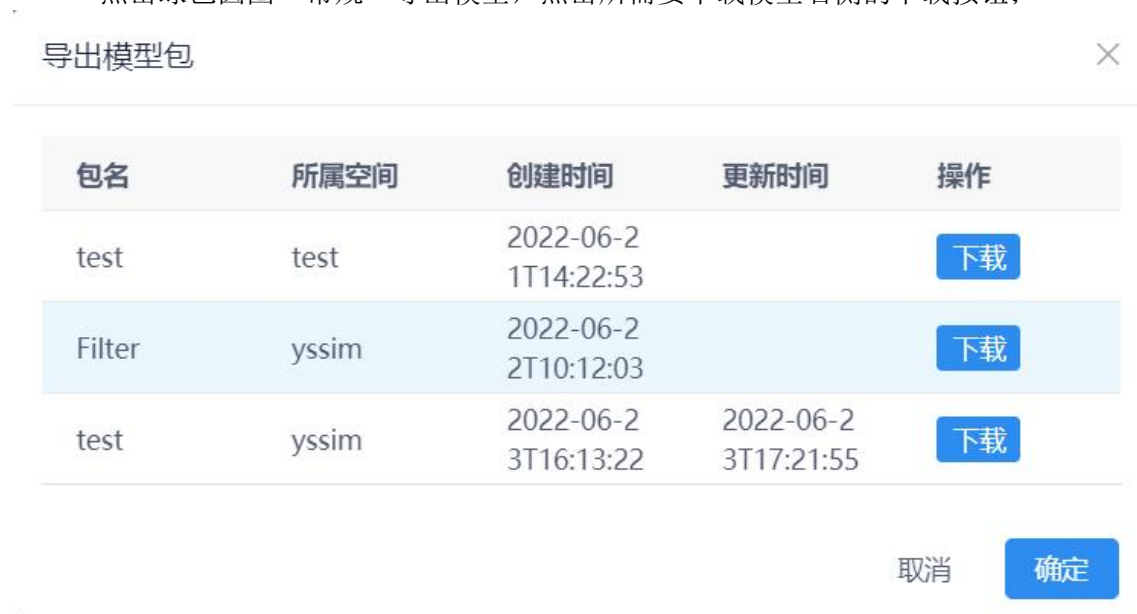 导出模型包
包名 所属空间 创建时间 更新时间 操作
test test 2022-06-2 下载
1T14:22:53
Filter yssim 2022-06-2 下载
2T10:12:03
test yssim 2022-06-2 2022-06-2 下载
3T16:13:22 3T17:21:55
取消 确定